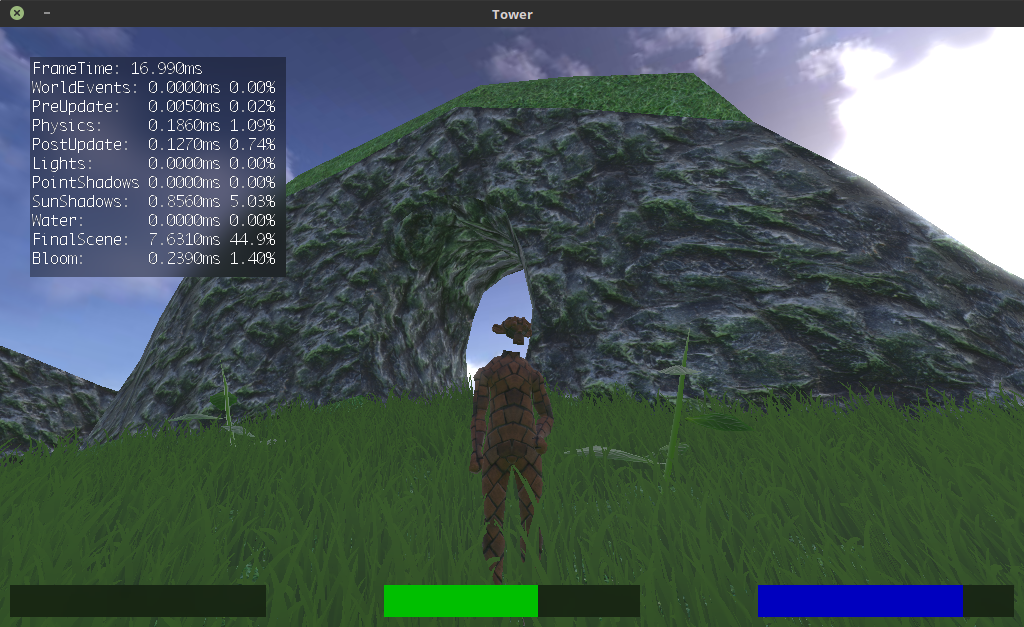 Tower
FrameTime: 16.990ms
WorldEvents: 0.0000ms 0.00%
PreUpdate: 0.0050ms 0.02%
Physics: 0.1860ms 1.09%
PostUpdate: 0.1270ms 0.74%
Lights: 0.0000ms 0.00%
PointShadows 0.0000ms 0.00%
SunShadows: 0.8560ms 5.03%
Water: 0.0000ms 0.00%
FinalScene: 7.6310ms 44.9%
Bloom: 0.2390ms 1.40%